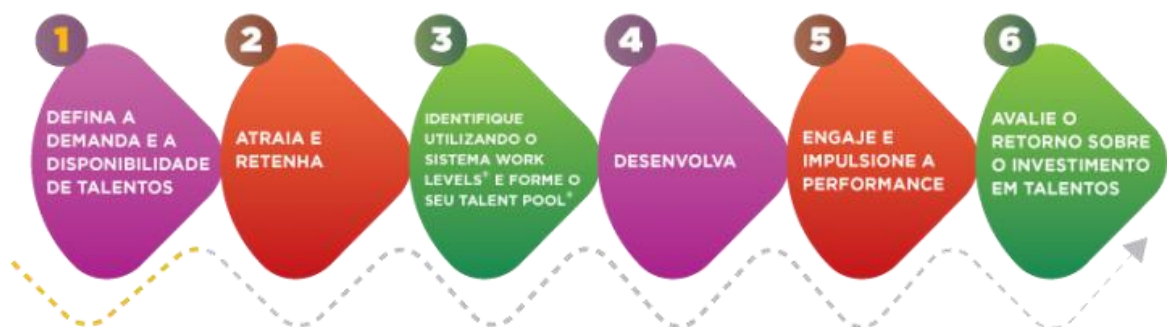 1
DEFINA A
DEMANDA E A
DISPONIBILIDADE
DE TALENTOS
2
ATRAIA E
RETENHA
3
IDENTIFIQUE
UTILIZANDO O
SISTEMA WORK
LEVELS® E FORME O
SEU TALENT POOL®
4
DESENVOLVA
5
ENGAJE E
IMPULSIONE A
PERFORMANCE
6
AVALIE O
RETORNO SOBRE
O INVESTIMENTO
EM TALENTOS